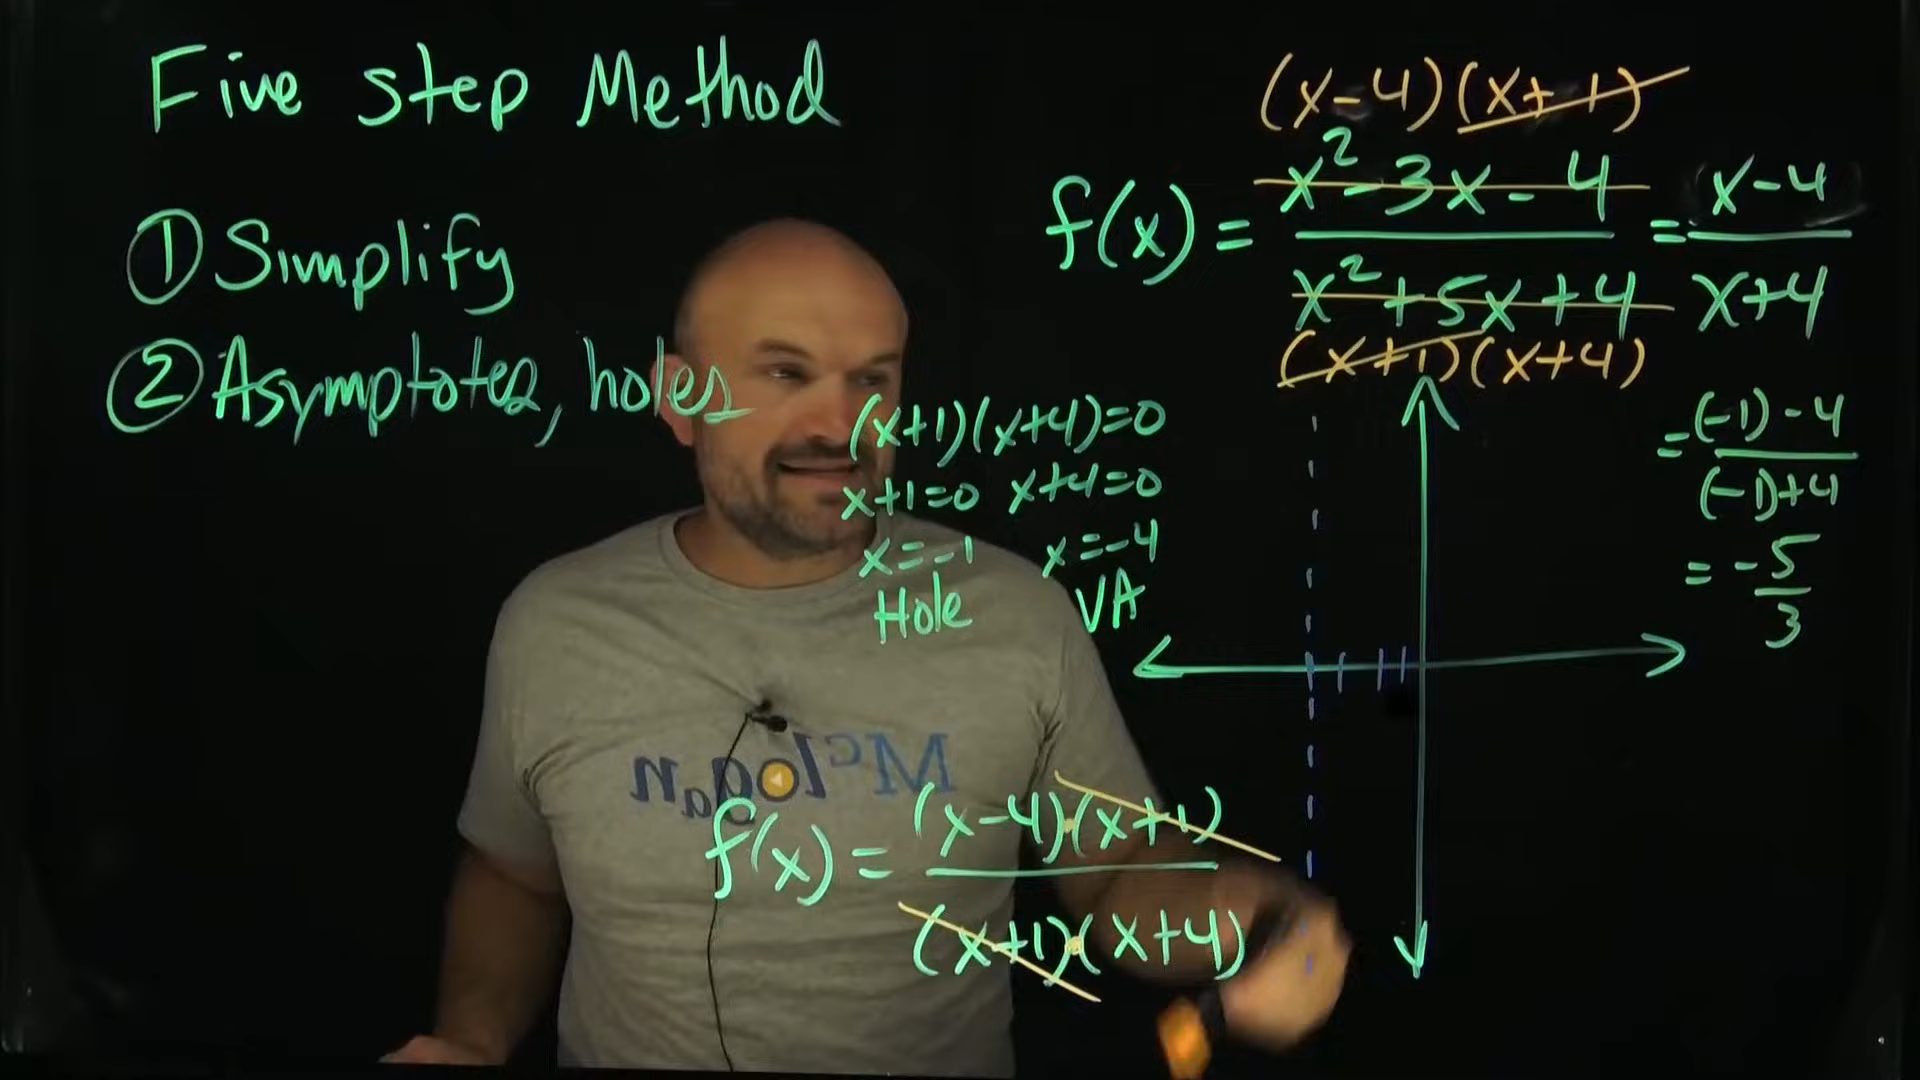 Five step Method
① Simplify
② Asymptotes, holes
(x-4)(x+1)
f(x) = x²-3x-4 / x²+5x+4 = x-4 / x+4
(x+1)(x+4)
(x+1)(x+4)=0
x+1=0 x+4=0
x=-1 x=-4
Hole VA
= (-1)-4 / (-1)+4
= -5/3
McLogan
f(x) = (x-4)·(x+1) / (x+1)·(x+4)